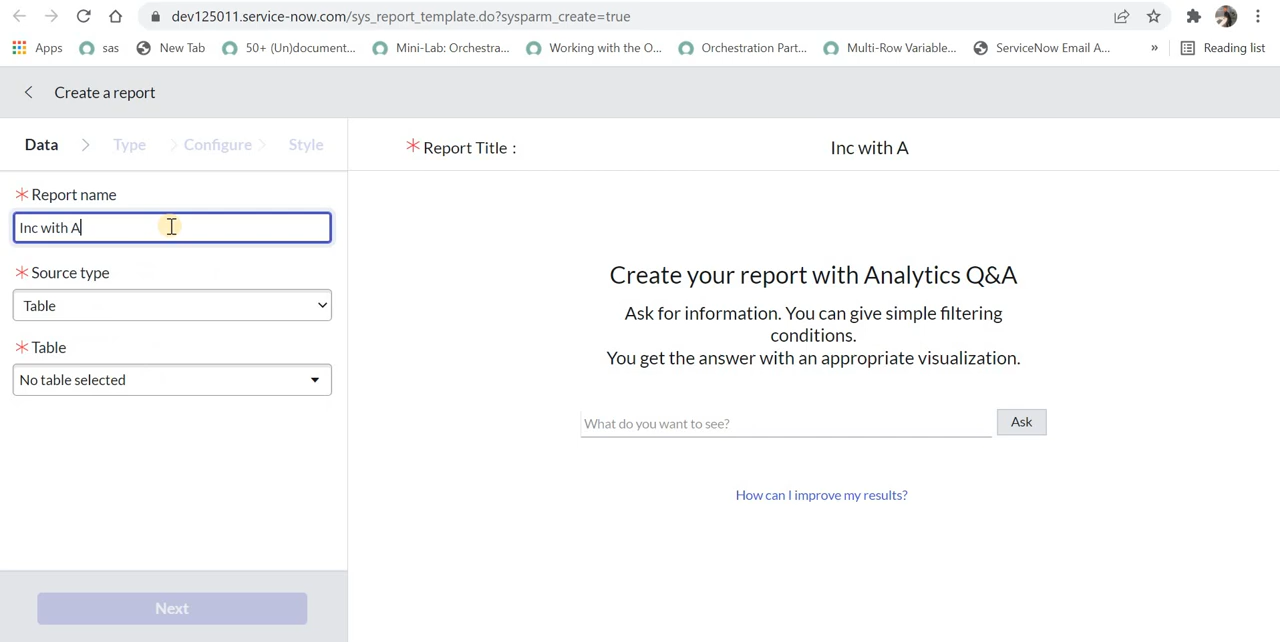 dev125011.service-now.com/sys_report_template.do?sysparm_create=true
Apps sas New Tab 50+ (Un)document... Mini-Lab: Orchestra... Working with the O... Orchestration Part... Multi-Row Variable... ServiceNow Email A... » Reading list
Create a report
Data Type Configure Style
* Report Title : Inc with A
* Report name
Inc with A
* Source type
Table
* Table
No table selected
Create your report with Analytics Q&A
Ask for information. You can give simple filtering
conditions.
You get the answer with an appropriate visualization.
What do you want to see? Ask
How can I improve my results?
Next